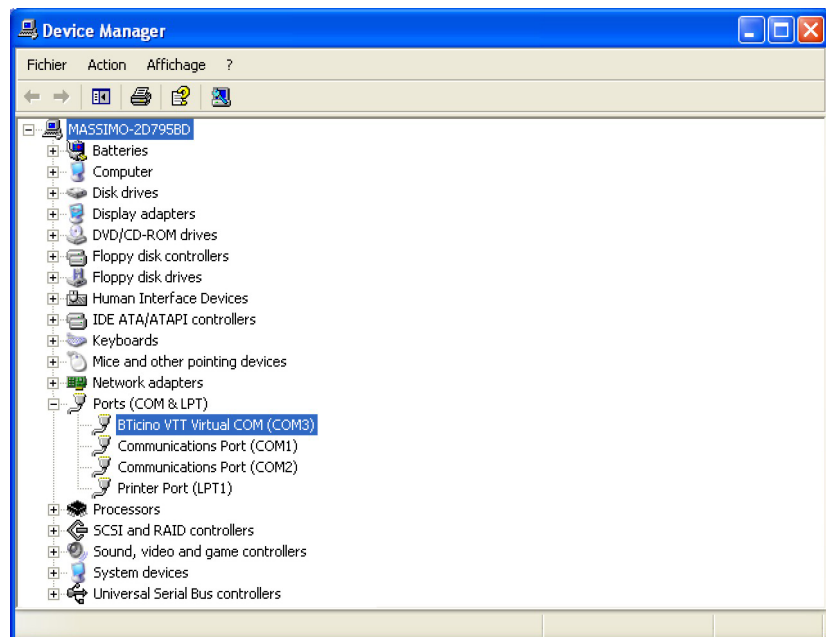 Device Manager
Fichier Action Affichage ?
MASSIMO-2D795BD
Batteries
Computer
Disk drives
Display adapters
DVD/CD-ROM drives
Floppy disk controllers
Floppy disk drives
Human Interface Devices
IDE ATA/ATAPI controllers
Keyboards
Mice and other pointing devices
Network adapters
Ports (COM & LPT)
BTicino VTT Virtual COM (COM3)
Communications Port (COM1)
Communications Port (COM2)
Printer Port (LPT1)
Processors
SCSI and RAID controllers
Sound, video and game controllers
System devices
Universal Serial Bus controllers